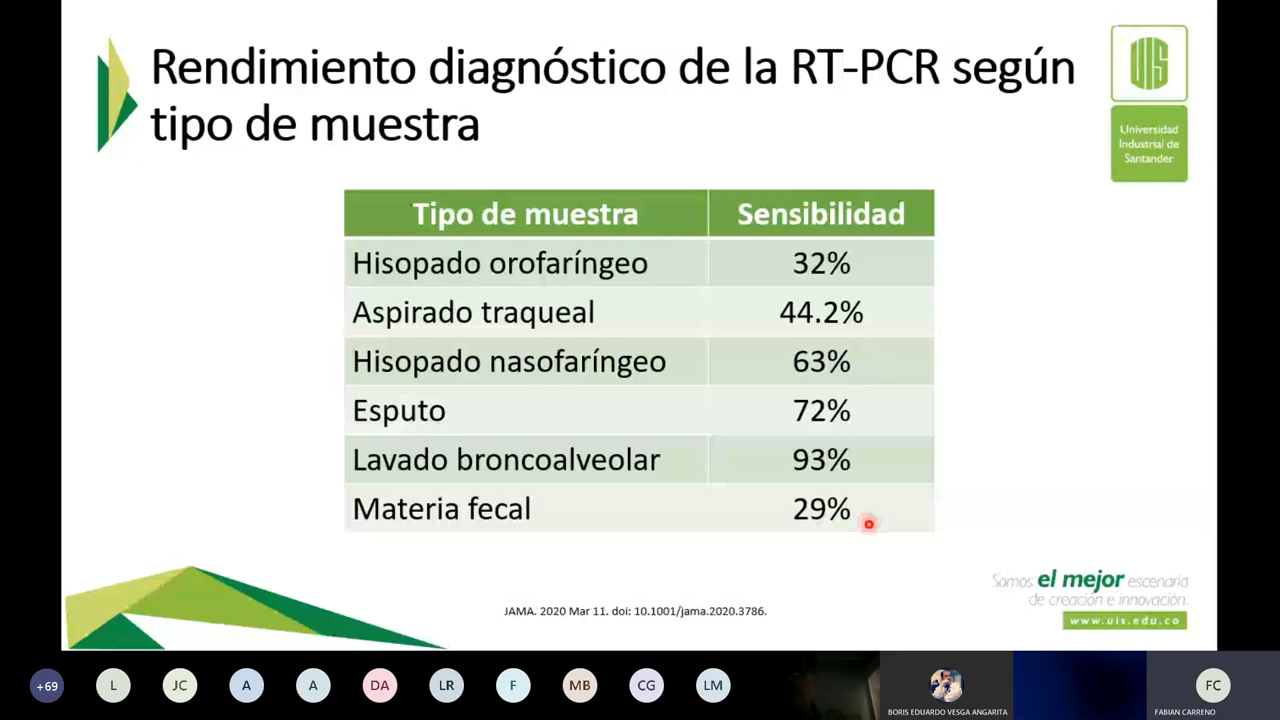 Rendimiento diagnóstico de la RT-PCR según
tipo de muestra
UIS
Universidad
Industrial de
Santander
Tipo de muestra Sensibilidad
Hisopado orofaríngeo 32%
Aspirado traqueal 44.2%
Hisopado nasofaríngeo 63%
Esputo 72%
Lavado broncoalveolar 93%
Materia fecal 29%
Somos el mejor escenario
de creación e innovación.
www.uis.edu.co
JAMA. 2020 Mar 11. doi: 10.1001/jama.2020.3786.
+69 L JC A A DA LR F MB CG LM FC
BORIS EDUARDO VESGA ANGARITA
FABIAN CARRENO